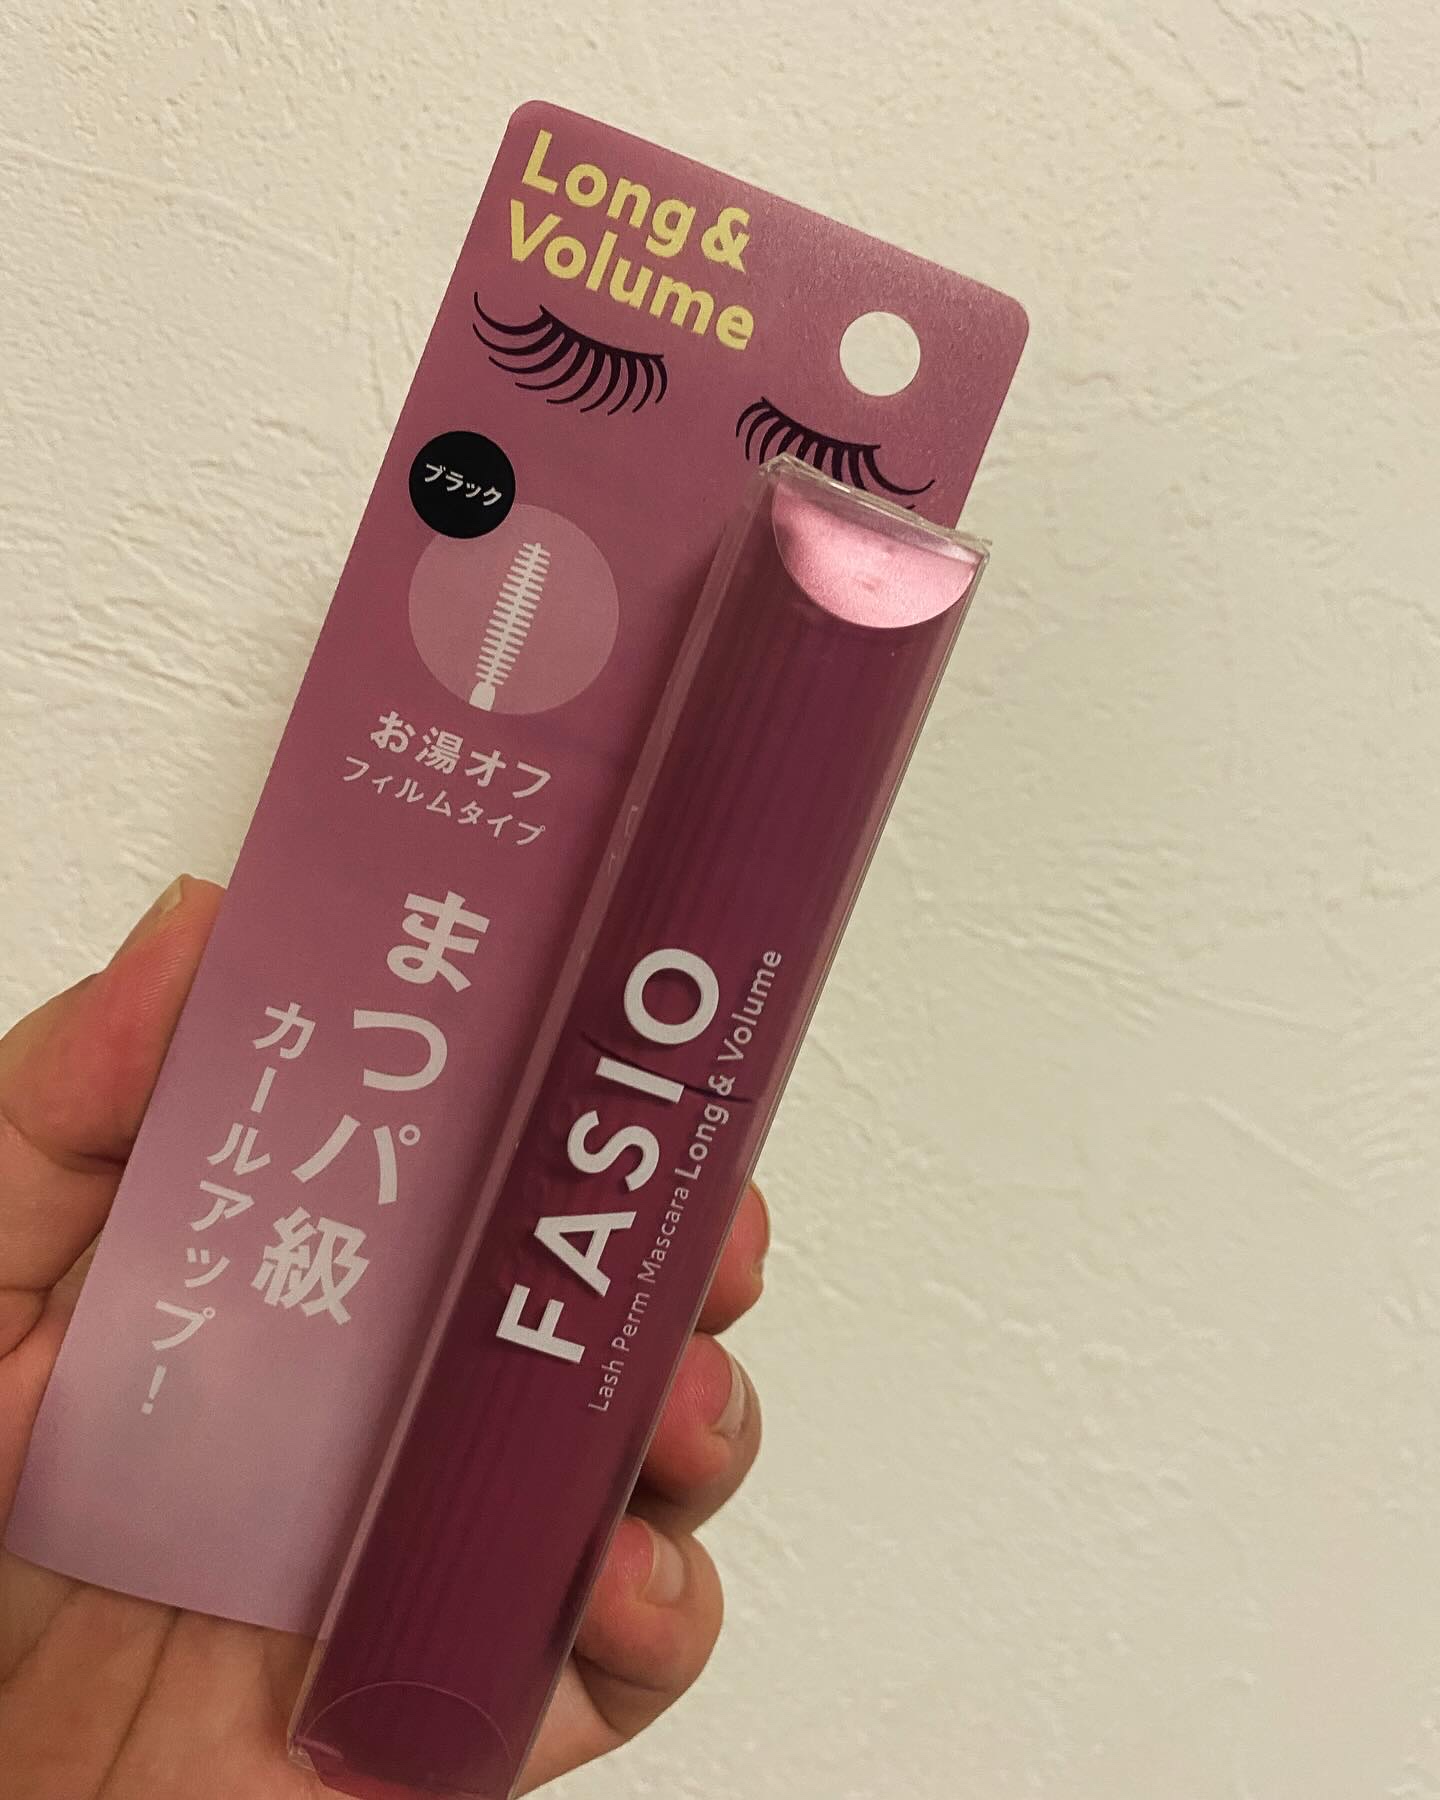 Long &
Volume
ブラック
お湯オフ
フィルムタイプ
まつパ級
カールアップ!
FASIO
Lash Perm Mascara Long & Volume